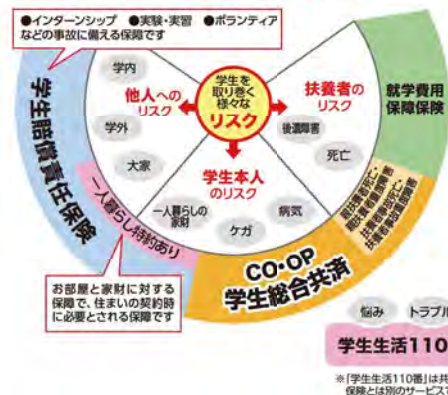 ●インターンシップ ●実験・実習 ●ボランティア
などの事故に備える保障です
学生を
取り巻く
様々な
リスク
他人への
リスク
学内
学外
大家
扶養者の
リスク
後遺障害
死亡
学生本人
のリスク
一人暮らしの
家財
ケガ
病気
学生賠償責任保険
一人暮らし特約あり
就学費用
保障保険
CO・OP
学生総合共済
お部屋と家財に対する
保障で、住まいの契約時
に必要とされる保障です
悩み
トラブル
学生生活110
※「学生生活110番」は共
保険とは別のサービスで